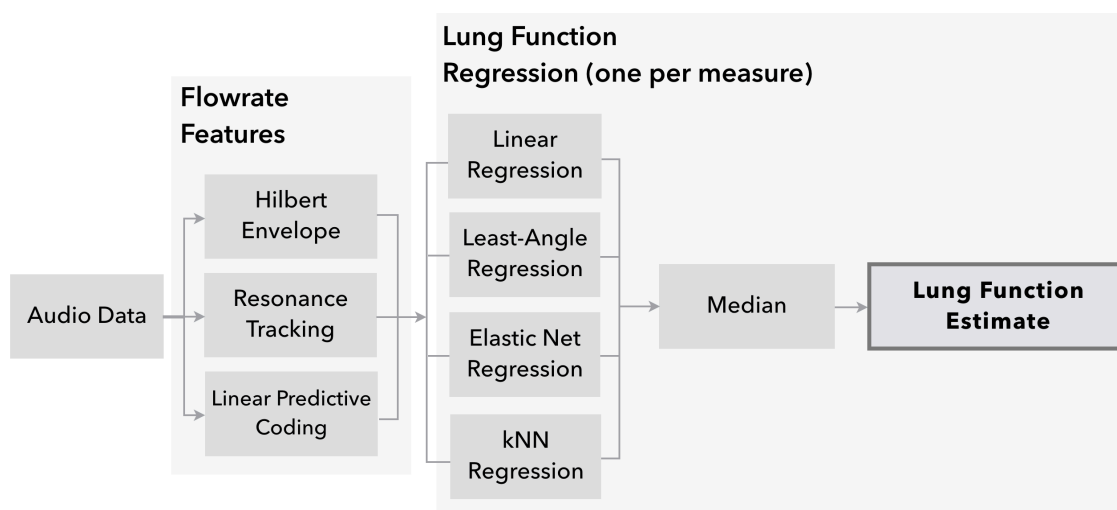 Lung Function
Regression (one per measure)
Flowrate
Features
Linear
Regression
Hilbert
Envelope
Least-Angle
Regression
Audio Data
Resonance
Tracking
Median
Lung Function
Estimate
Elastic Net
Regression
Linear Predictive
Coding
kNN
Regression